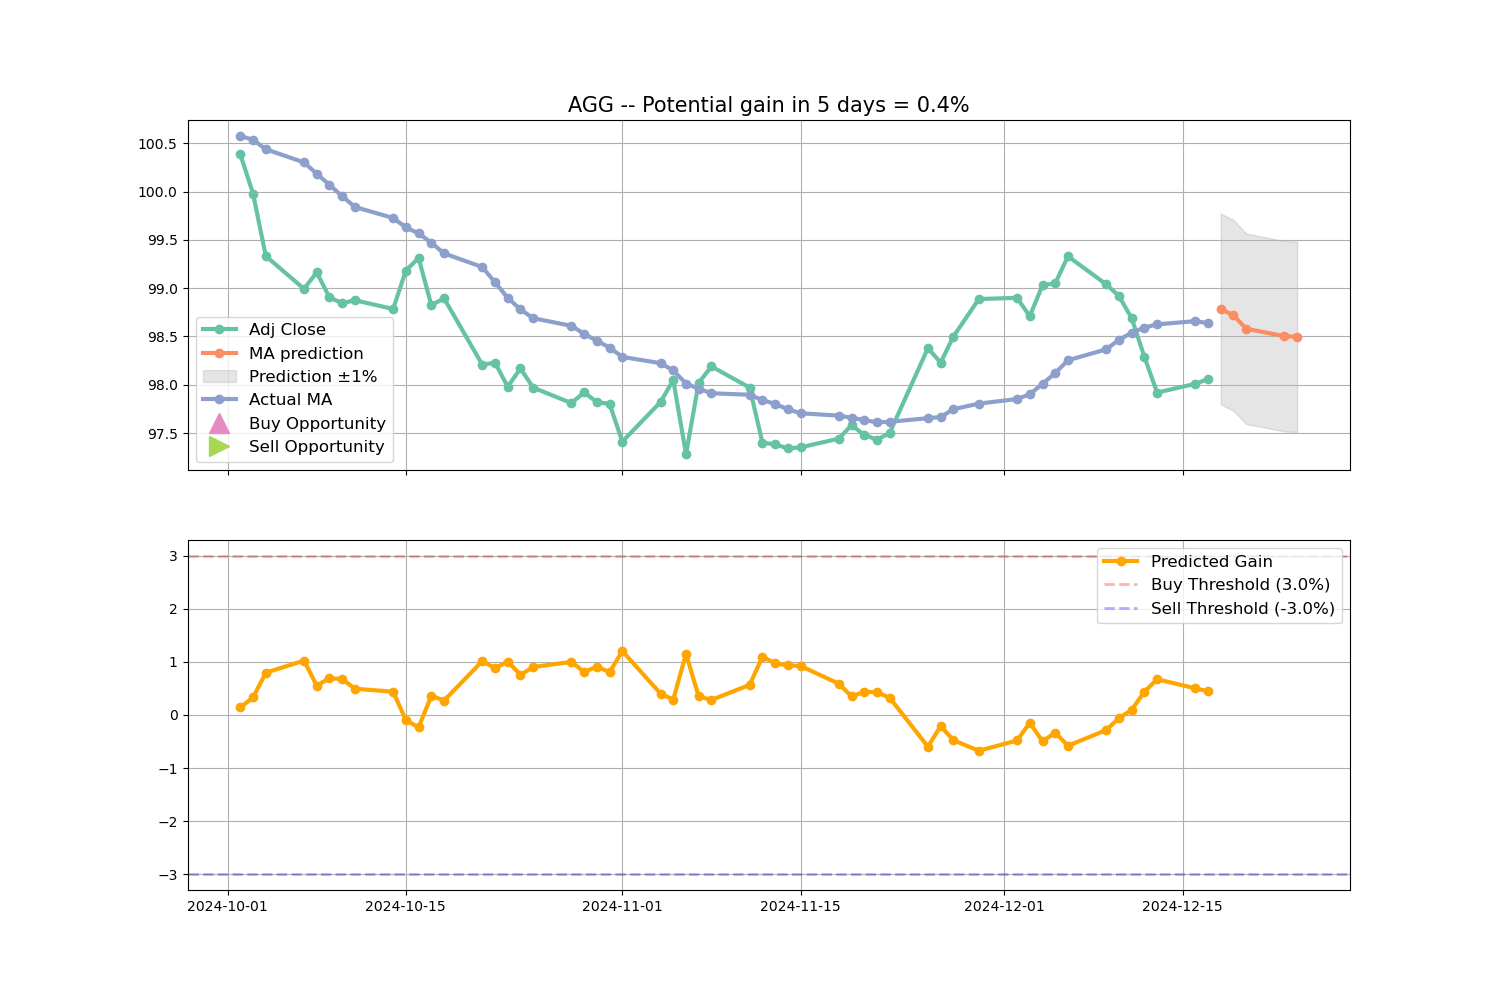 AGG -- Potential gain in 5 days = 0.4%
100.5
100.0
99.5
99.0
98.5
98.0
97.5
Adj Close
MA prediction
Prediction ±1%
Actual MA
Buy Opportunity
Sell Opportunity
3
2
1
0
−1
−2
−3
Predicted Gain
Buy Threshold (3.0%)
Sell Threshold (-3.0%)
2024-10-01
2024-10-15
2024-11-01
2024-11-15
2024-12-01
2024-12-15